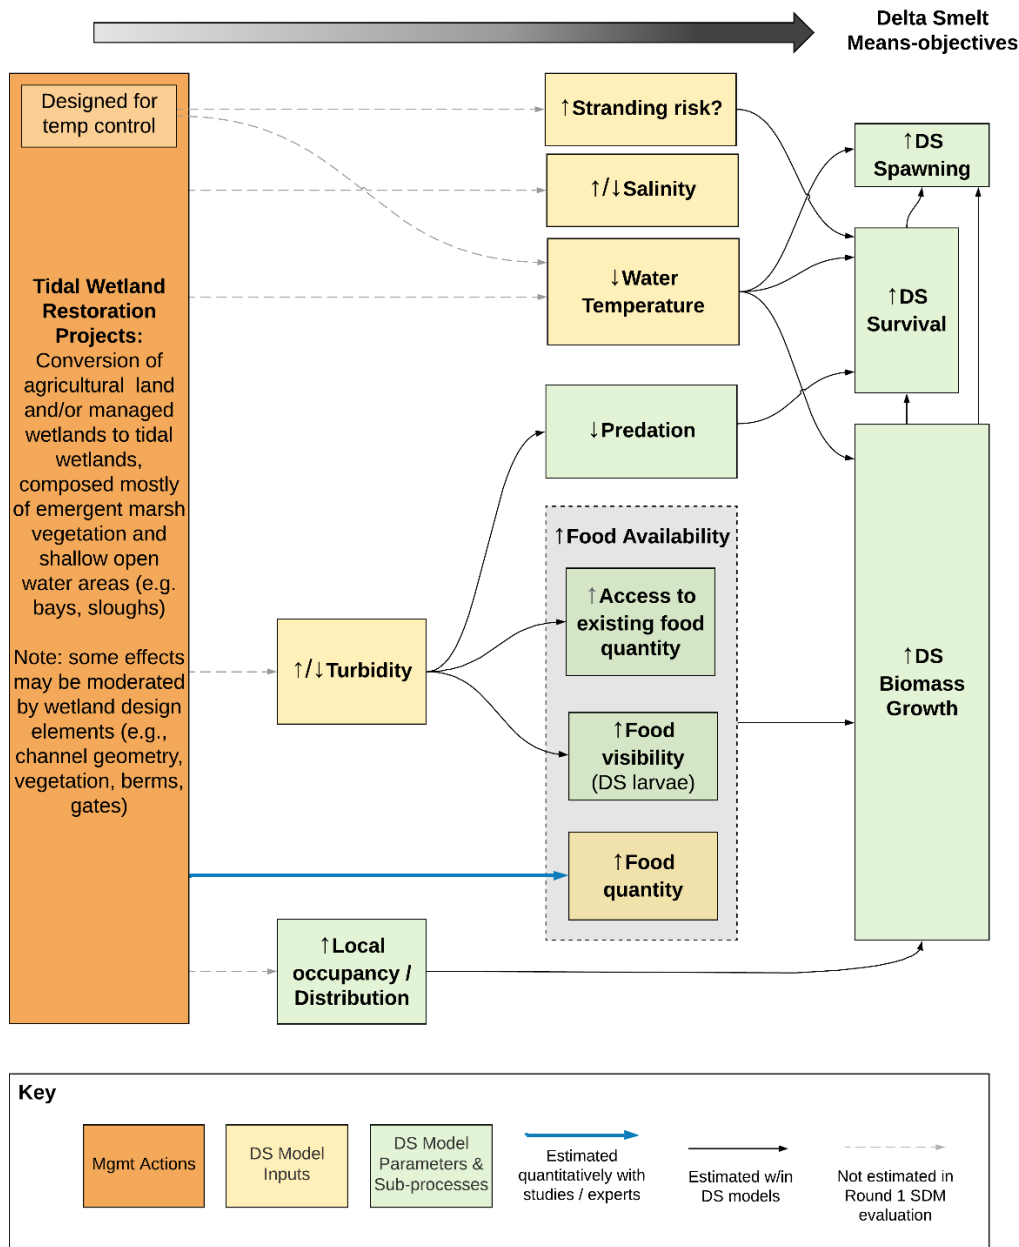 Delta Smelt
Means-objectives
Designed for
temp control
Tidal Wetland
Restoration
Projects:
Conversion of
agricultural land
and/or managed
wetlands to tidal
wetlands,
composed mostly
of emergent marsh
vegetation and
shallow open
water areas (e.g.
bays, sloughs)
Note: some effects
may be moderated
by wetland design
elements (e.g.,
channel geometry,
vegetation, berms,
gates)
↑Stranding risk?
↑/↓Salinity
↓Water
Temperature
↓Predation
↑Food Availability
↑Access to
existing food
quantity
↑Food
visibility
(DS larvae)
↑Food
quantity
↑/↓Turbidity
↑Local
occupancy /
Distribution
↑DS
Spawning
↑DS
Survival
↑DS
Biomass
Growth
Key
Mgmt Actions
DS Model
Inputs
DS Model
Parameters &
Sub-processes
Estimated
quantitatively with
studies / experts
Estimated w/in
DS models
Not estimated in
Round 1 SDM
evaluation